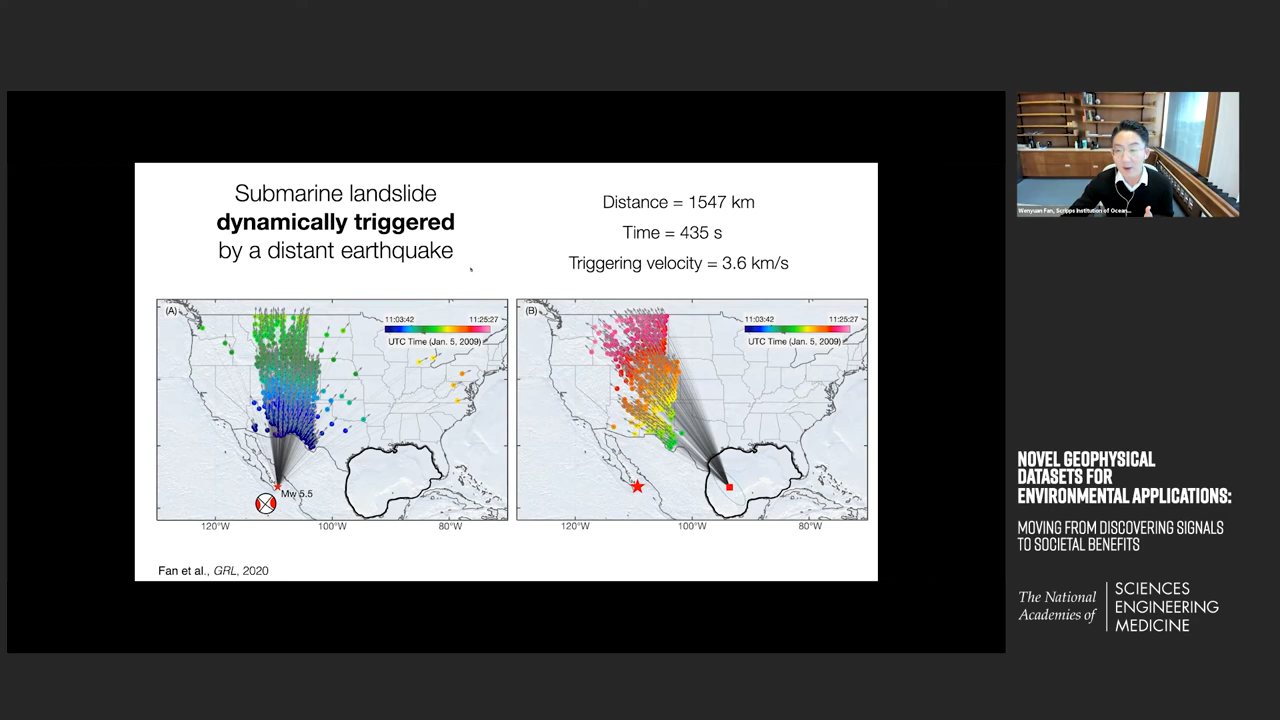 Submarine landslide
dynamically triggered
by a distant earthquake
Distance = 1547 km
Time = 435 s
Triggering velocity = 3.6 km/s
(A)
11:03:42
11:25:27
UTC Time (Jan. 5, 2009)
Mw 5.5
120°W
100°W
80°W
(B)
11:03:42
11:25:27
UTC Time (Jan. 5, 2009)
120°W
100°W
80°W
Fan et al., GRL, 2020
Wenyuan Fan, Scripps Institution of Ocean...
NOVEL GEOPHYSICAL
DATASETS FOR
ENVIRONMENTAL APPLICATIONS:
MOVING FROM DISCOVERING SIGNALS
TO SOCIETAL BENEFITS
The National
Academies of
SCIENCES
ENGINEERING
MEDICINE